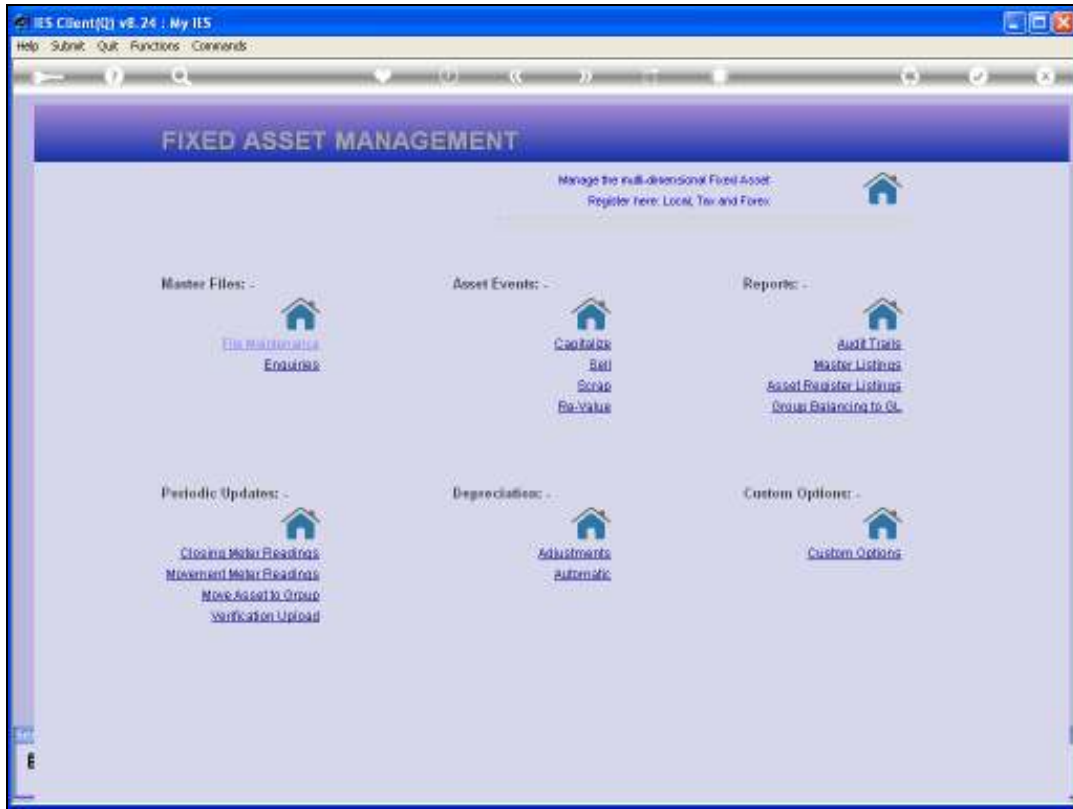 IES Client(Q) v8.24 : My IES
Help Submit Quit Functions Commands
FIXED ASSET MANAGEMENT
Manage the multi-dimensional Fixed Asset
Register here: Local, Tax and Forex
Master Files: -
File Maintenance
Enquiries
Asset Events: -
Capitalize
Sell
Scrap
Re-Value
Reports: -
Audit Trails
Master Listings
Asset Register Listings
Group Balancing to GL
Periodic Updates: -
Closing Meter Readings
Movement Meter Readings
Move Asset to Group
Verification Upload
Depreciation: -
Adjustments
Automatic
Custom Options: -
Custom Options